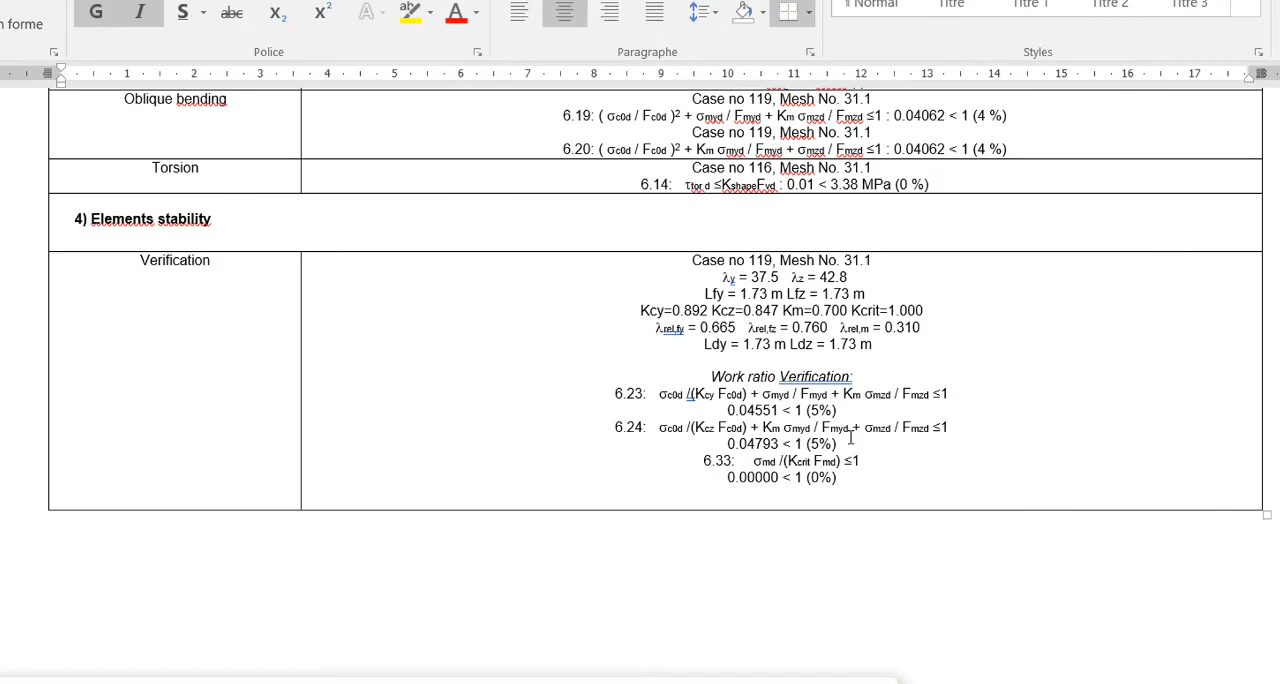 n forme
G I S abc X₂ X² A ab A
Police
Paragraphe
¶ Normal Titre Titre 1 Titre 2 Titre 3
Styles
1 2 3 4 5 6 7 8 9 10 11 12 13 14 15 16 17 18
Oblique bending
Case no 119, Mesh No. 31.1
6.19: ( σc0d / Fc0d )² + σmyd / Fmyd + Km σmzd / Fmzd ≤1 : 0.04062 < 1 (4 %)
Case no 119, Mesh No. 31.1
6.20: ( σc0d / Fc0d )² + Km σmyd / Fmyd + σmzd / Fmzd ≤1 : 0.04062 < 1 (4 %)
Torsion
Case no 116, Mesh No. 31.1
6.14: τtor d ≤KshapeFvd : 0.01 < 3.38 MPa (0 %)
4) Elements stability
Verification
Case no 119, Mesh No. 31.1
λy = 37.5 λz = 42.8
Lfy = 1.73 m Lfz = 1.73 m
Kcy=0.892 Kcz=0.847 Km=0.700 Kcrit=1.000
λrel,fy = 0.665 λrel,fz = 0.760 λrel,m = 0.310
Ldy = 1.73 m Ldz = 1.73 m
Work ratio Verification:
6.23: σc0d /(Kcy Fc0d) + σmyd / Fmyd + Km σmzd / Fmzd ≤1
0.04551 < 1 (5%)
6.24: σc0d /(Kcz Fc0d) + Km σmyd / Fmyd + σmzd / Fmzd ≤1
0.04793 < 1 (5%)
6.33: σmd /(Kcrit Fmd) ≤1
0.00000 < 1 (0%)